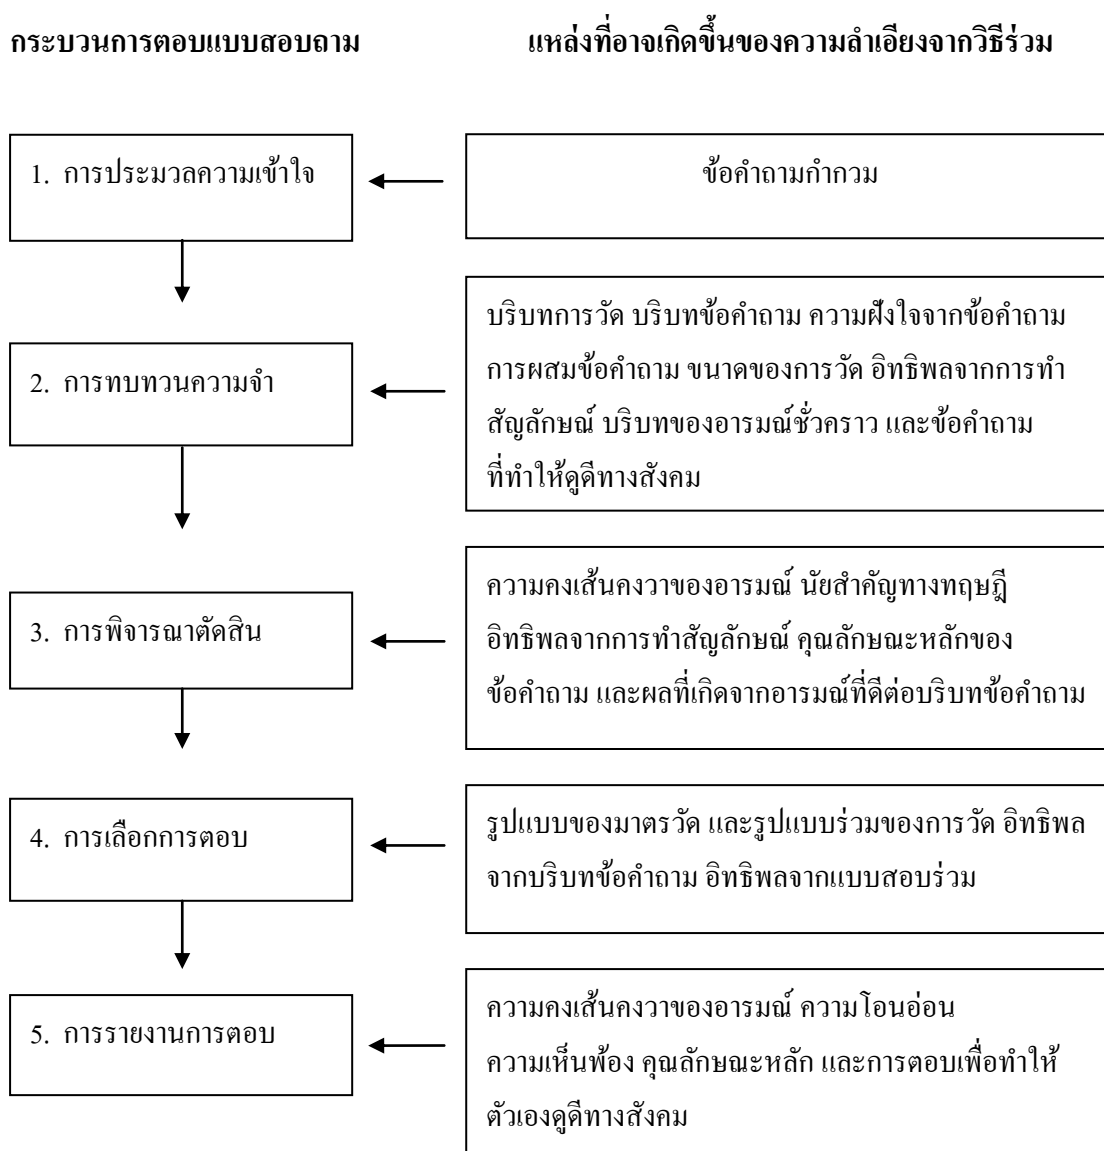 กระบวนการตอบแบบสอบถาม
แหล่งที่อาจเกิดขึ้นของความลำเอียงจากวิธีร่วม
1. การประมวลความเข้าใจ
ข้อคำถามกำกวม
2. การทบทวนความจำ
บริบทการวัด บริบทข้อคำถาม ความฝังใจจากข้อคำถาม
การผสมข้อคำถาม ขนาดของการวัด อิทธิพลจากการทำ
สัญลักษณ์ บริบทของอารมณ์ชั่วคราว และข้อคำถาม
ที่ทำให้ดูดีทางสังคม
3. การพิจารณาตัดสิน
ความคงเส้นคงวาของอารมณ์ นัยสำคัญทางทฤษฎี
อิทธิพลจากการทำสัญลักษณ์ คุณลักษณะหลักของ
ข้อคำถาม และผลที่เกิดจากอารมณ์ที่ดีต่อบริบทข้อคำถาม
4. การเลือกการตอบ
รูปแบบของมาตรวัด และรูปแบบร่วมของการวัด อิทธิพล
จากบริบทข้อคำถาม อิทธิพลจากแบบสอบร่วม
5. การรายงานการตอบ
ความคงเส้นคงวาของอารมณ์ ความโอนอ่อน
ความเห็นพ้อง คุณลักษณะหลัก และการตอบเพื่อทำให้
ตัวเองดูดีทางสังคม